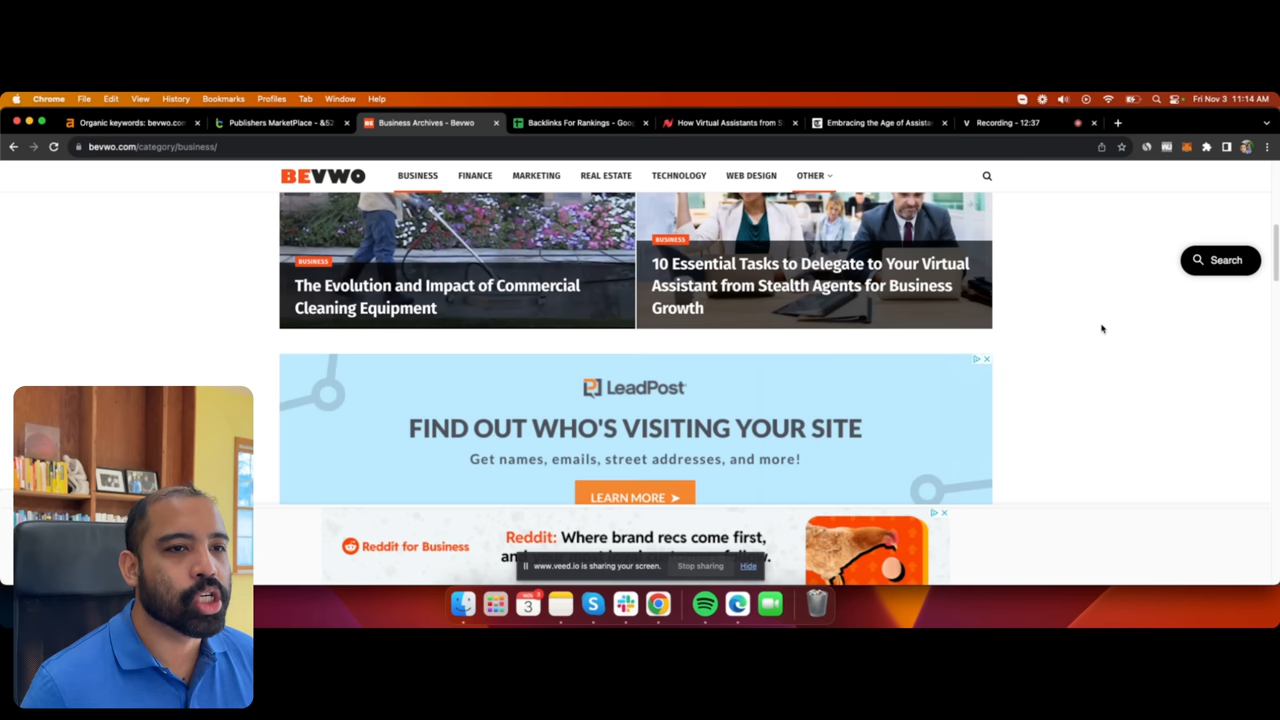 Chrome File Edit View History Bookmarks Profiles Tab Window Help
Fri Nov 3 11:14 AM
Organic keywords: bevwo.con
Publishers MarketPlace - &52
Business Archives - Bevwo
Backlinks For Rankings - Goo
How Virtual Assistants from S
Embracing the Age of Assista
Recording - 12:37
bevwo.com/category/business/
BEVWO
BUSINESS FINANCE MARKETING REAL ESTATE TECHNOLOGY WEB DESIGN OTHER
Search
BUSINESS
The Evolution and Impact of Commercial
Cleaning Equipment
BUSINESS
10 Essential Tasks to Delegate to Your Virtual
Assistant from Stealth Agents for Business
Growth
LeadPost
FIND OUT WHO'S VISITING YOUR SITE
Get names, emails, street addresses, and more!
LEARN MORE
Reddit for Business
Reddit: Where brand recs come first,
www.veed.io is sharing your screen. Stop sharing Hide
3